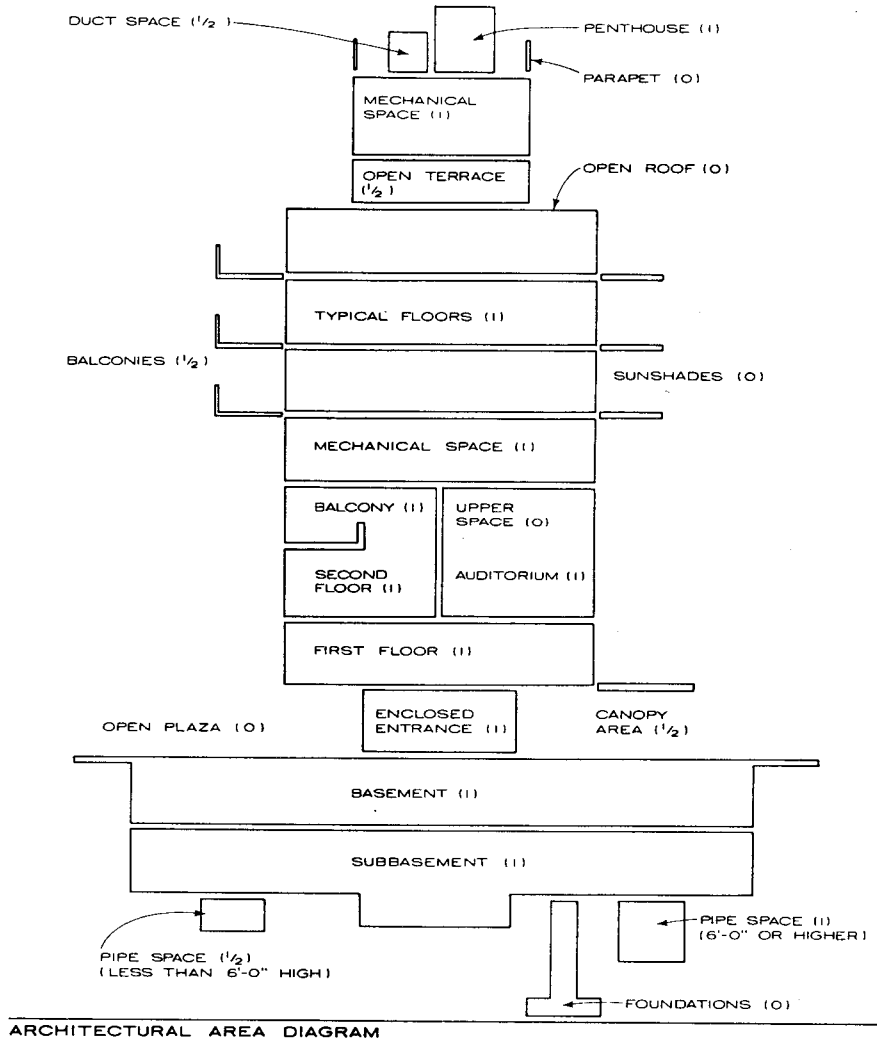 DUCT SPACE (1/2)
PENTHOUSE (1)
PARAPET (0)
MECHANICAL
SPACE (1)
OPEN TERRACE
(1/2)
OPEN ROOF (0)
TYPICAL FLOORS (1)
BALCONIES (1/2)
SUNSHADES (0)
MECHANICAL SPACE (1)
BALCONY (1)
UPPER
SPACE (0)
SECOND
FLOOR (1)
AUDITORIUM (1)
FIRST FLOOR (1)
OPEN PLAZA (0)
ENCLOSED
ENTRANCE (1)
CANOPY
AREA (1/2)
BASEMENT (1)
SUBBASEMENT (1)
PIPE SPACE (1/2)
(LESS THAN 6'-0" HIGH)
PIPE SPACE (1)
(6'-0" OR HIGHER)
FOUNDATIONS (0)
ARCHITECTURAL AREA DIAGRAM